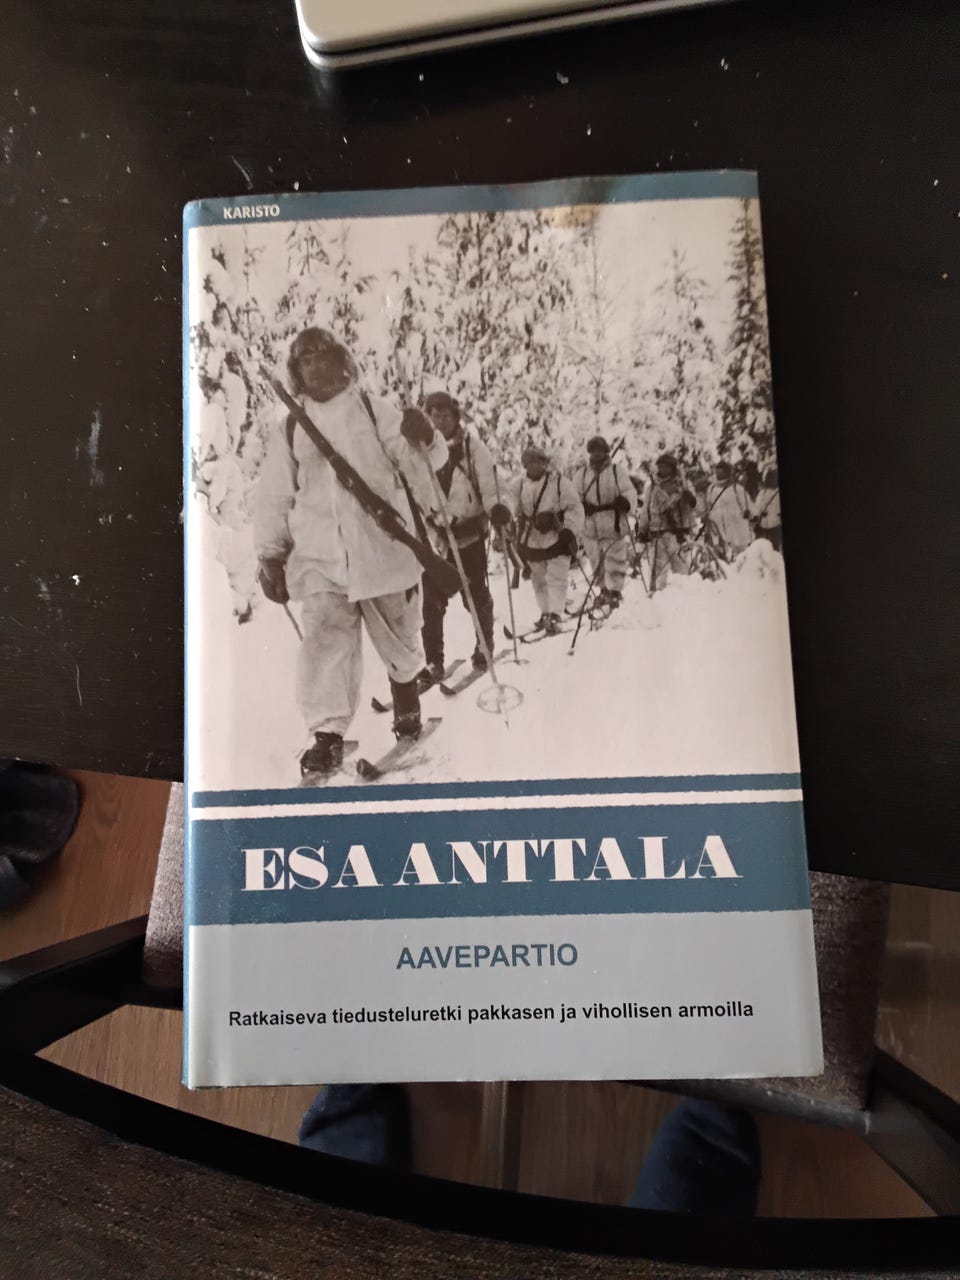 KARISTO
ESA ANTTALA
AAVEPARTIO
Ratkaiseva tiedusteluretki pakkasen ja vihollisen armoilla